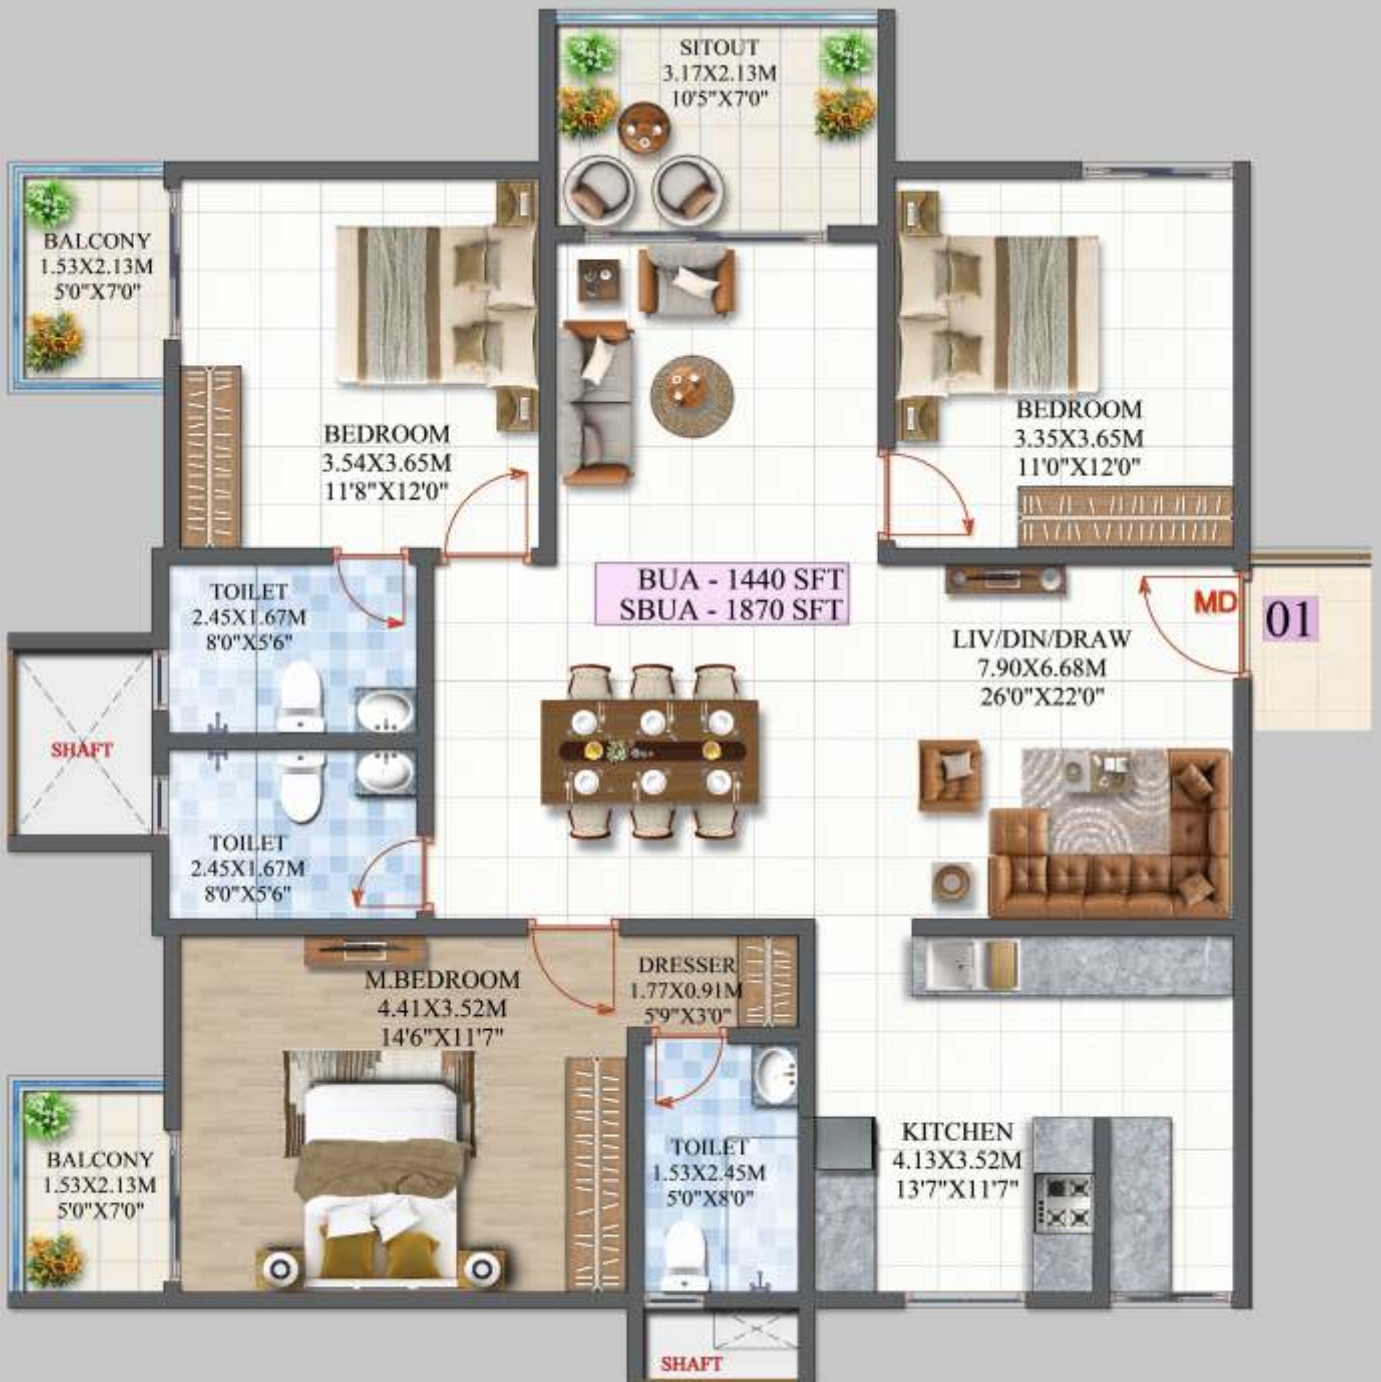 SITOUT
3.17X2.13M
10'5"X7'0"
BALCONY
1.53X2.13M
5'0"X7'0"
BEDROOM
3.54X3.65M
11'8"X12'0"
BEDROOM
3.35X3.65M
11'0"X12'0"
BUA - 1440 SFT
SBUA - 1870 SFT
TOILET
2.45X1.67M
8'0"X5'6"
MD
01
LIV/DIN/DRAW
7.90X6.68M
26'0"X22'0"
SHAFT
TOILET
2.45X1.67M
8'0"X5'6"
M.BEDROOM
4.41X3.52M
14'6"X11'7"
DRESSER
1.77X0.91M
5'9"X3'0"
BALCONY
1.53X2.13M
5'0"X7'0"
TOILET
1.53X2.45M
5'0"X8'0"
KITCHEN
4.13X3.52M
13'7"X11'7"
SHAFT